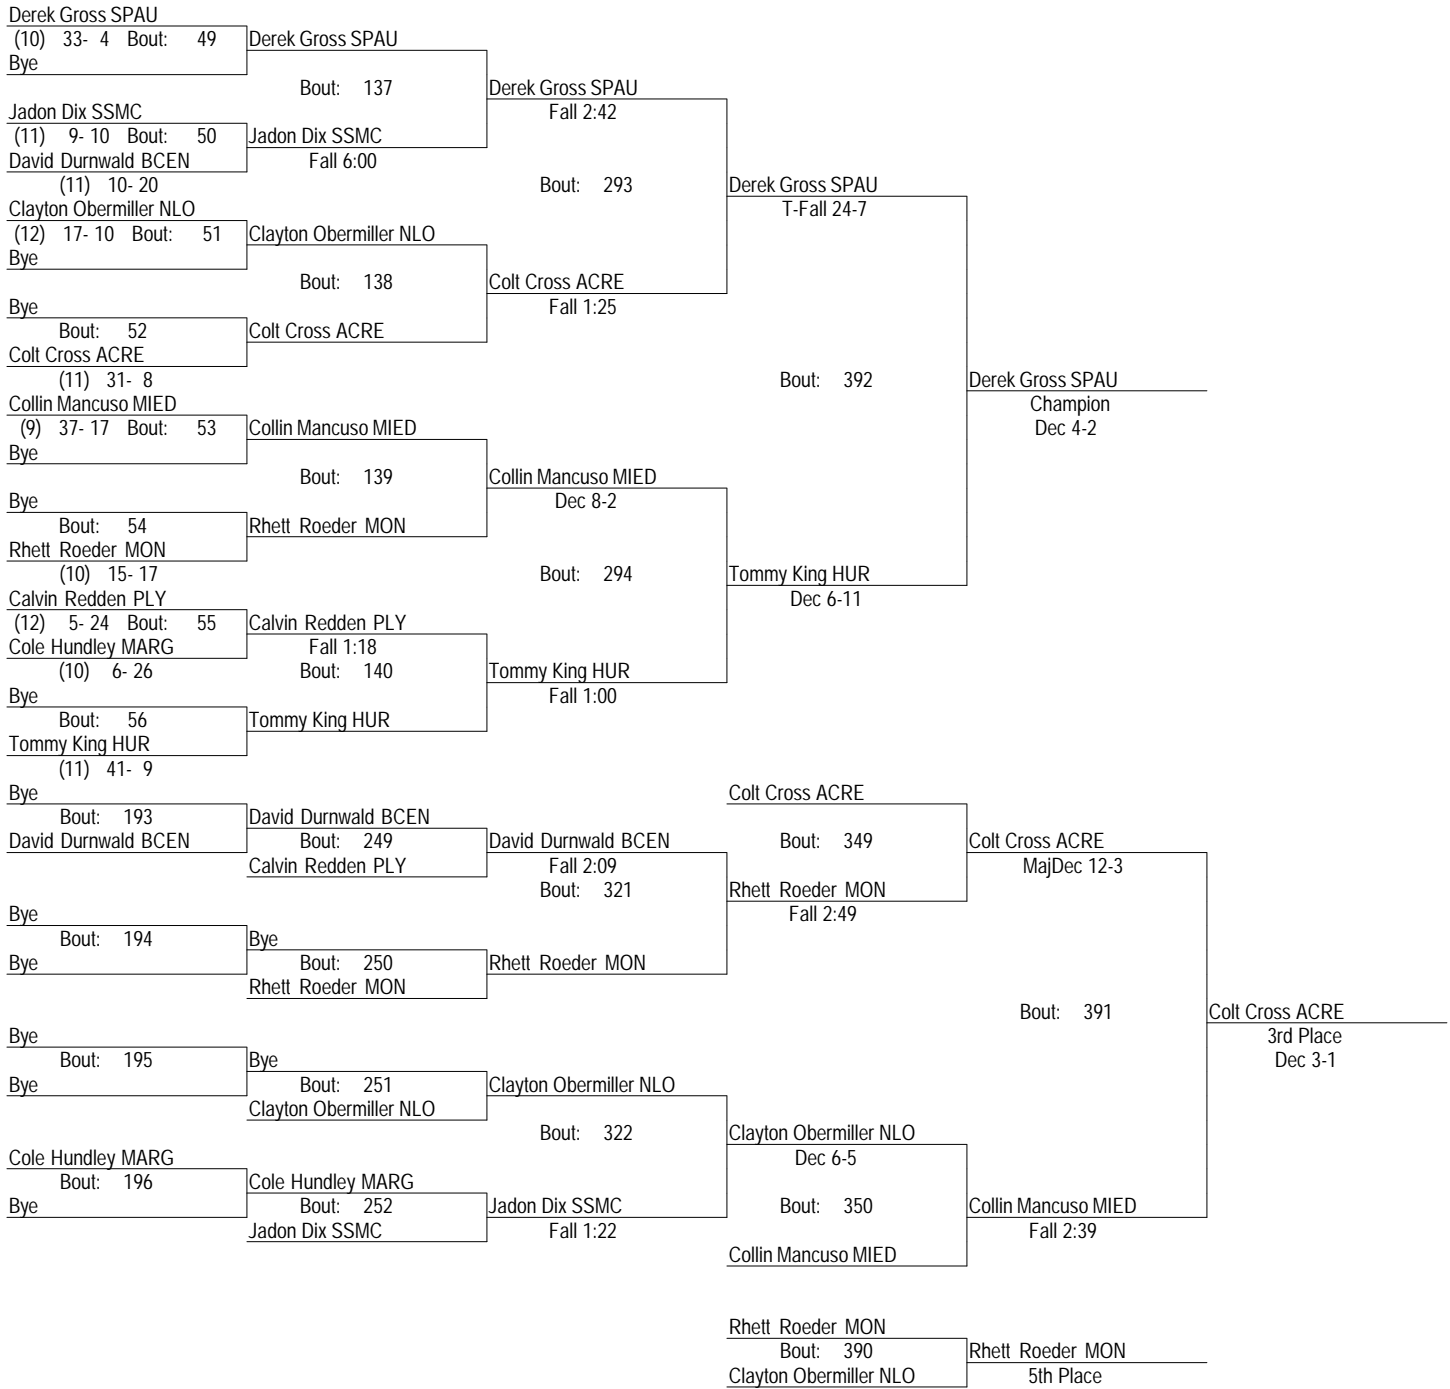 Derek Gross SPAU
(10) 33- 4 Bout: 49 Derek Gross SPAU
Bye
Bout: 137 Derek Gross SPAU
Jadon Dix SSMC Fall 2:42
(11) 9- 10 Bout: 50 Jadon Dix SSMC
David Durnwald BCEN Fall 6:00
(11) 10- 20 Bout: 293 Derek Gross SPAU
Clayton Obermiller NLO T-Fall 24-7
(12) 17- 10 Bout: 51 Clayton Obermiller NLO
Bye
Bout: 138 Colt Cross ACRE
Bye Fall 1:25
Bout: 52 Colt Cross ACRE
Colt Cross ACRE
(11) 31- 8 Bout: 392 Derek Gross SPAU
Collin Mancuso MIED Champion
(9) 37- 17 Bout: 53 Collin Mancuso MIED Dec 4-2
Bye
Bout: 139 Collin Mancuso MIED
Bye Dec 8-2
Bout: 54 Rhett Roeder MON
Rhett Roeder MON
(10) 15- 17 Bout: 294 Tommy King HUR
Calvin Redden PLY Dec 6-11
(12) 5- 24 Bout: 55 Calvin Redden PLY
Cole Hundley MARG Fall 1:18
(10) 6- 26 Bout: 140 Tommy King HUR
Bye Fall 1:00
Bout: 56 Tommy King HUR
Tommy King HUR
(11) 41- 9
Bye Colt Cross ACRE
Bout: 193 David Durnwald BCEN
David Durnwald BCEN Bout: 249 David Durnwald BCEN Bout: 349 Colt Cross ACRE
Calvin Redden PLY Fall 2:09 MajDec 12-3
Bout: 321 Rhett Roeder MON
Bye Fall 2:49
Bout: 194 Bye
Bye Bout: 250 Rhett Roeder MON
Rhett Roeder MON
Bout: 391 Colt Cross ACRE
Bye 3rd Place
Bout: 195 Bye Dec 3-1
Bye Bout: 251 Clayton Obermiller NLO
Clayton Obermiller NLO
Bout: 322 Clayton Obermiller NLO
Cole Hundley MARG Dec 6-5
Bout: 196 Cole Hundley MARG
Bye Bout: 252 Jadon Dix SSMC Bout: 350 Collin Mancuso MIED
Jadon Dix SSMC Fall 1:22 Fall 2:39
Collin Mancuso MIED
Rhett Roeder MON
Bout: 390 Rhett Roeder MON
Clayton Obermiller NLO 5th Place